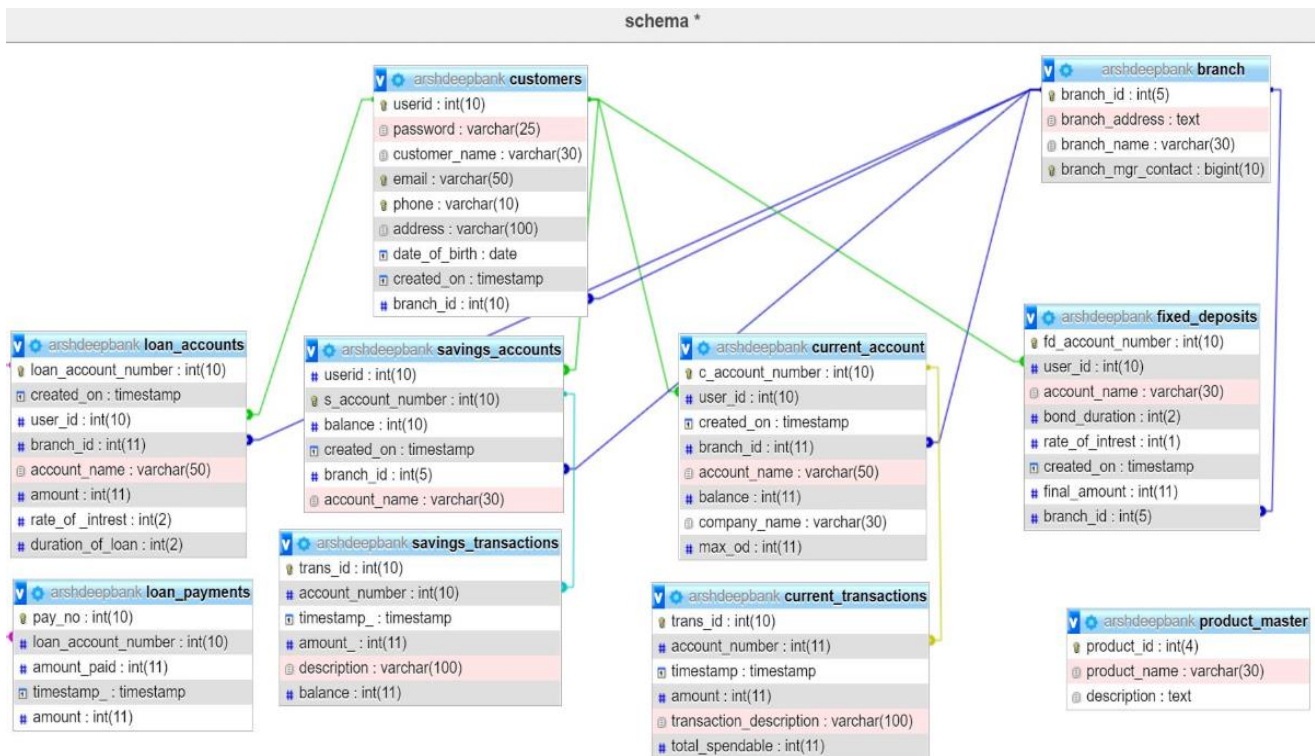 schema *
arshdeepbank customers
userid : int(10)
password : varchar(25)
customer_name : varchar(30)
email : varchar(50)
phone : varchar(10)
address : varchar(100)
date_of_birth : date
created_on : timestamp
branch_id : int(10)
arshdeepbank branch
branch_id : int(5)
branch_address : text
branch_name : varchar(30)
branch_mgr_contact : bigint(10)
arshdeepbank loan_accounts
loan_account_number : int(10)
created_on : timestamp
user_id : int(10)
branch_id : int(11)
account_name : varchar(50)
amount : int(11)
rate_of _intrest : int(2)
duration_of_loan : int(2)
arshdeepbank savings_accounts
userid : int(10)
s_account_number : int(10)
balance : int(10)
created_on : timestamp
branch_id : int(5)
account_name : varchar(30)
arshdeepbank current_account
c_account_number : int(10)
user_id : int(10)
created_on : timestamp
branch_id : int(11)
account_name : varchar(50)
balance : int(11)
company_name : varchar(30)
max_od : int(11)
arshdeepbank fixed_deposits
fd_account_number : int(10)
user_id : int(10)
account_name : varchar(30)
bond_duration : int(2)
rate_of_intrest : int(1)
created_on : timestamp
final_amount : int(11)
branch_id : int(5)
arshdeepbank loan_payments
pay_no : int(10)
loan_account_number : int(10)
amount_paid : int(11)
timestamp_ : timestamp
amount : int(11)
arshdeepbank savings_transactions
trans_id : int(10)
account_number : int(10)
timestamp_ : timestamp
amount_ : int(11)
description : varchar(100)
balance : int(11)
arshdeepbank current_transactions
trans_id : int(10)
account_number : int(11)
timestamp : timestamp
amount : int(11)
transaction_description : varchar(100)
total_spendable : int(11)
arshdeepbank product_master
product_id : int(4)
product_name : varchar(30)
description : text